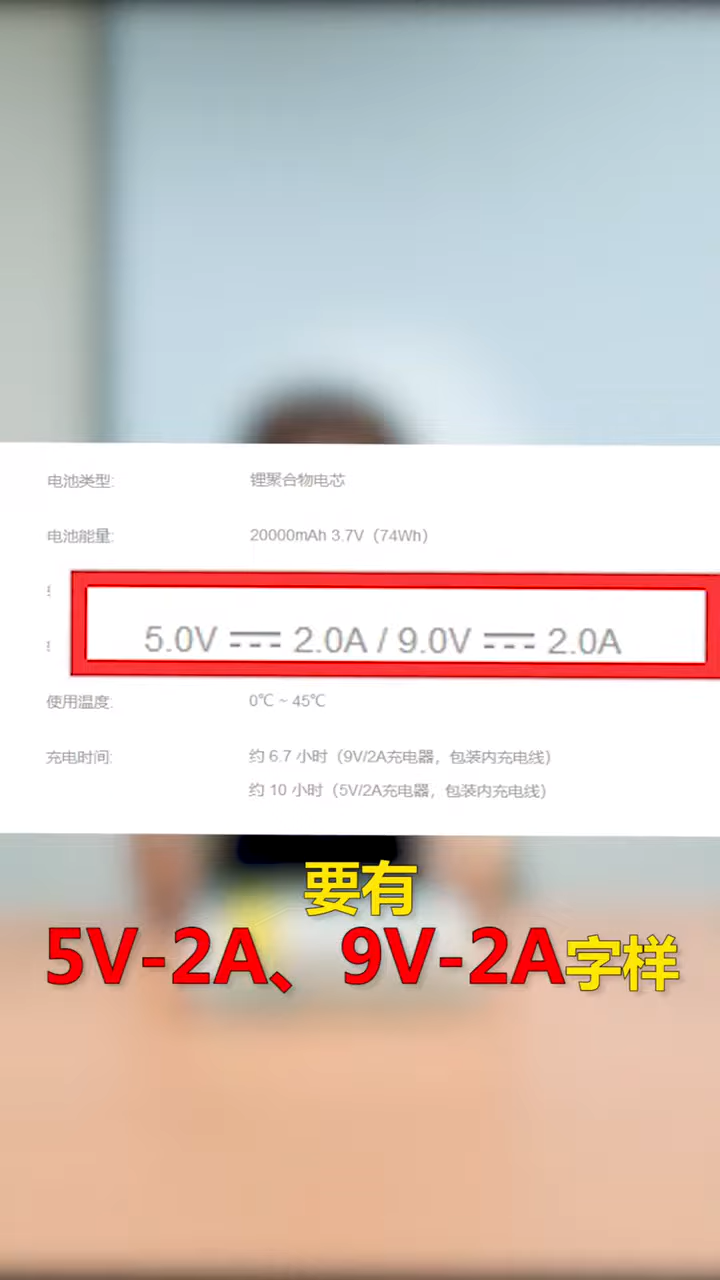 电池类型: 锂聚合物电芯
电池能量: 20000mAh 3.7V（74Wh）
5.0V ⎓ 2.0A / 9.0V ⎓ 2.0A
使用温度: 0℃ ~ 45℃
充电时间: 约 6.7 小时（9V/2A充电器，包装内充电线）
约 10 小时（5V/2A充电器，包装内充电线）
要有
5V-2A、9V-2A字样